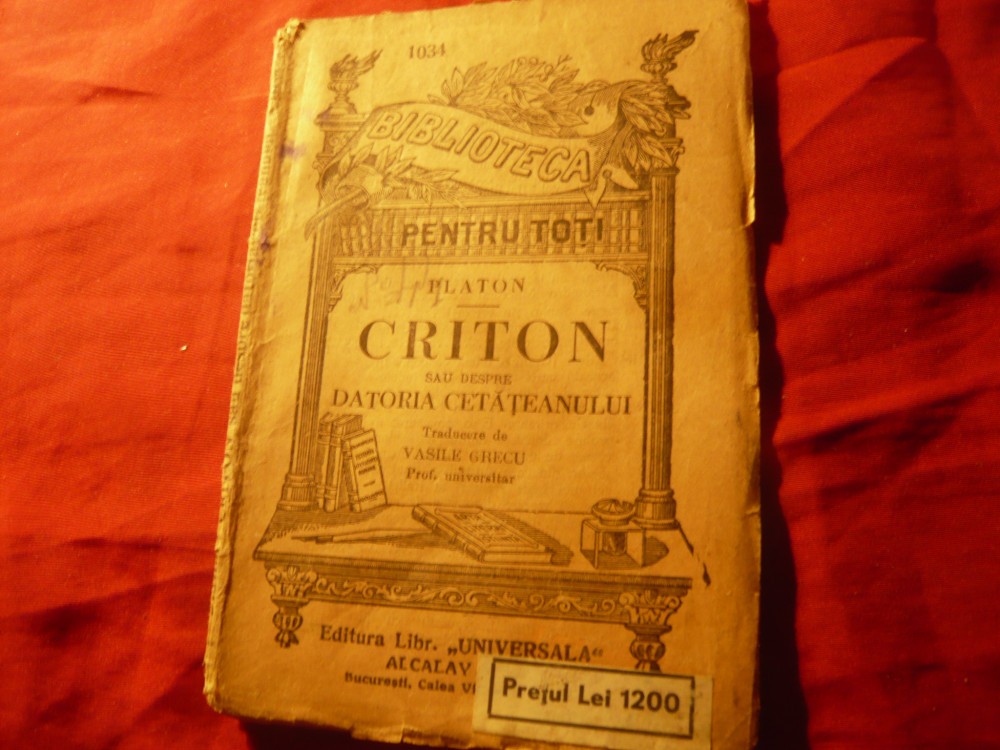 1034
BIBLIOTECA
PENTRU TOȚI
PLATON
CRITON
SAU DESPRE
DATORIA CETĂȚEANULUI
Traducere de
VASILE GRECU
Prof. universitar
Editura Libr. „UNIVERSALA“
ALCALAY
București, Calea
Prețul Lei 1200